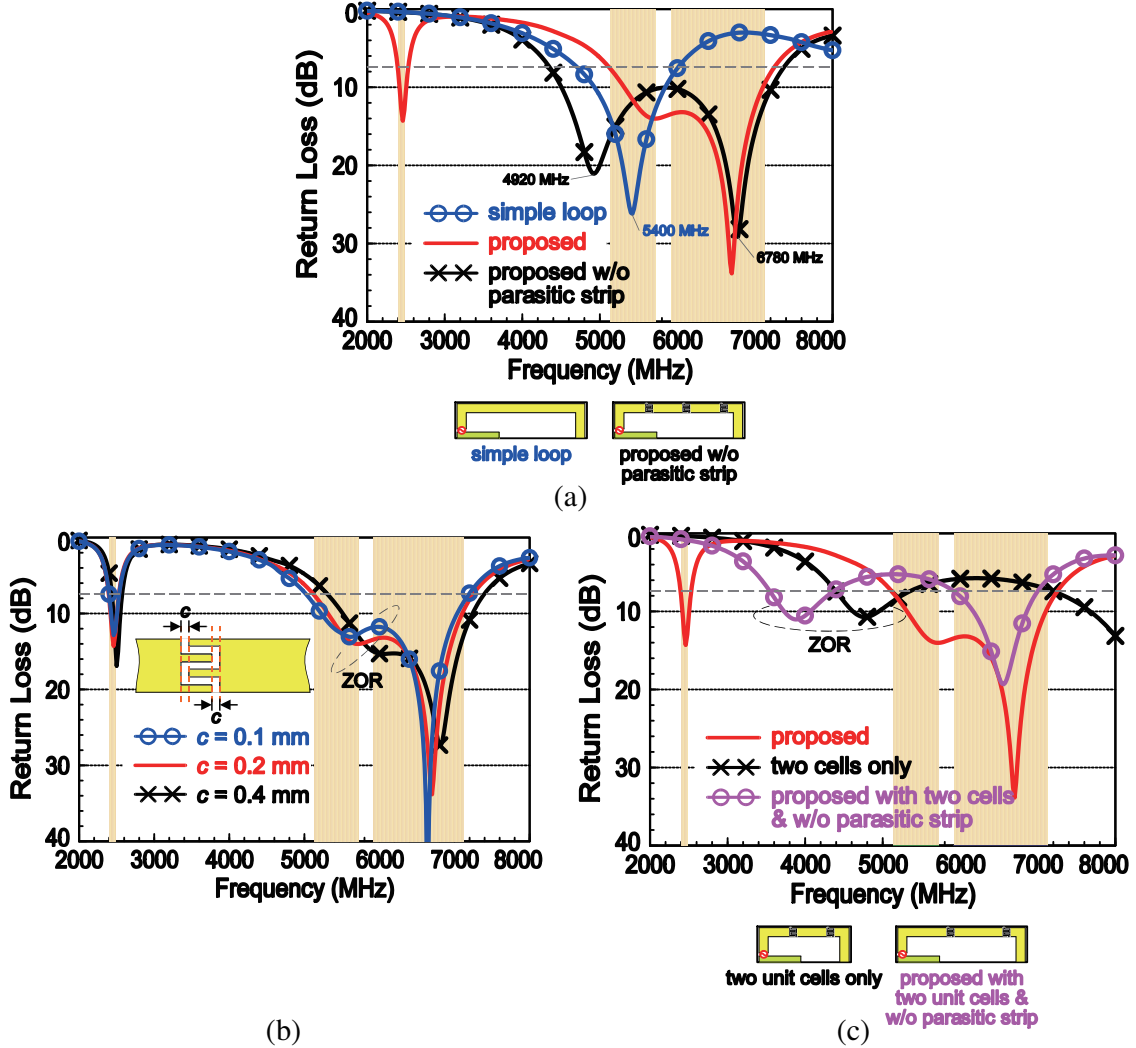 0
10
20
30
40
Return Loss (dB)
4920 MHz
5400 MHz
6780 MHz
simple loop
proposed
proposed w/o
parasitic strip
2000 3000 4000 5000 6000 7000 8000
Frequency (MHz)
simple loop
proposed w/o
parasitic strip
(a)
0
10
20
30
40
Return Loss (dB)
c
c
ZOR
c = 0.1 mm
c = 0.2 mm
c = 0.4 mm
2000 3000 4000 5000 6000 7000 8000
Frequency (MHz)
(b)
0
10
20
30
40
Return Loss (dB)
ZOR
proposed
two cells only
proposed with two cells
& w/o parasitic strip
2000 3000 4000 5000 6000 7000 8000
Frequency (MHz)
two unit cells only
proposed with
two unit cells &
w/o parasitic strip
(c)